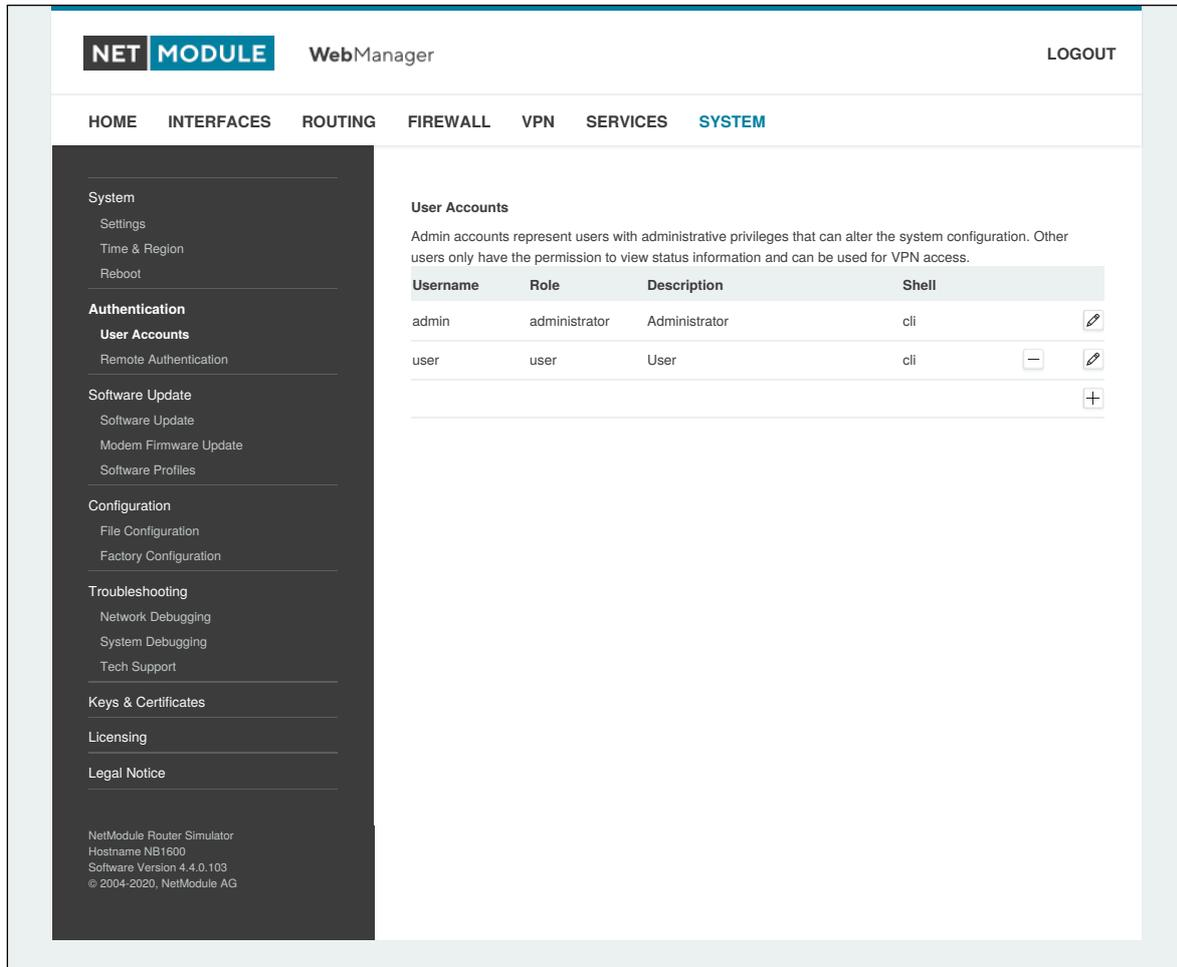 NET MODULE WebManager LOGOUT
HOME INTERFACES ROUTING FIREWALL VPN SERVICES SYSTEM
System
Settings
Time & Region
Reboot
Authentication
User Accounts
Remote Authentication
Software Update
Software Update
Modem Firmware Update
Software Profiles
Configuration
File Configuration
Factory Configuration
Troubleshooting
Network Debugging
System Debugging
Tech Support
Keys & Certificates
Licensing
Legal Notice
NetModule Router Simulator
Hostname NB1600
Software Version 4.4.0.103
© 2004-2020, NetModule AG
User Accounts
Admin accounts represent users with administrative privileges that can alter the system configuration. Other
users only have the permission to view status information and can be used for VPN access.
Username Role Description Shell
admin administrator Administrator cli
user user User cli